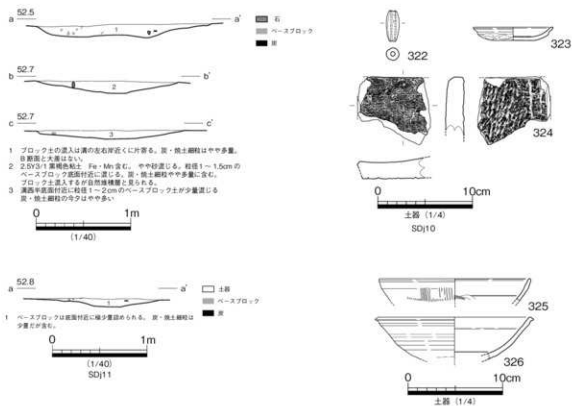 a 52.5 a'
1
石
ベースブロック
炭
b 52.7 b'
2
c 52.7 c'
3
1 ブロック土の混入は溝の左右岸近くに片寄る。炭・焼土細粒はやや多量。
B断面と大差はない。
2 2.5Y3/1 黒褐色粘土 Fe・Mn含む。やや砂混じる。粒径1〜1.5cmの
ベースブロック底面付近に混じる。炭・焼土細粒やや多量に含む。
ブロック土混入するが自然堆積層と見られる。
3 溝西半底面付近に粒径1〜2cmのベースブロック土が少量混じる
炭・焼土細粒の含みはやや多い
0 1m
(1/40)
322
323
324
0 10cm
土器(1/4)
SDj10
a 52.8 a'
1
土器
ベースブロック
炭
1 ベースブロックは底面付近に極少量認められる。炭・焼土細粒は
少量だが含む。
0 1m
(1/40)
SDj11
325
326
0 10cm
土器(1/4)